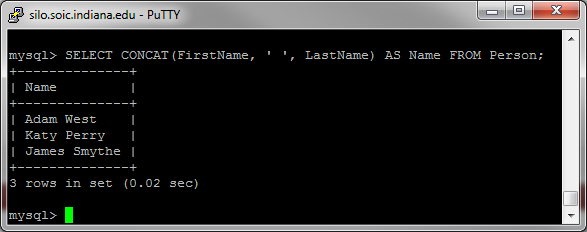 silo.soic.indiana.edu - PuTTY
mysql> SELECT CONCAT(FirstName, ' ', LastName) AS Name FROM Person;
+--------------+
| Name         |
+--------------+
| Adam West    |
| Katy Perry   |
| James Smythe |
+--------------+
3 rows in set (0.02 sec)
mysql>